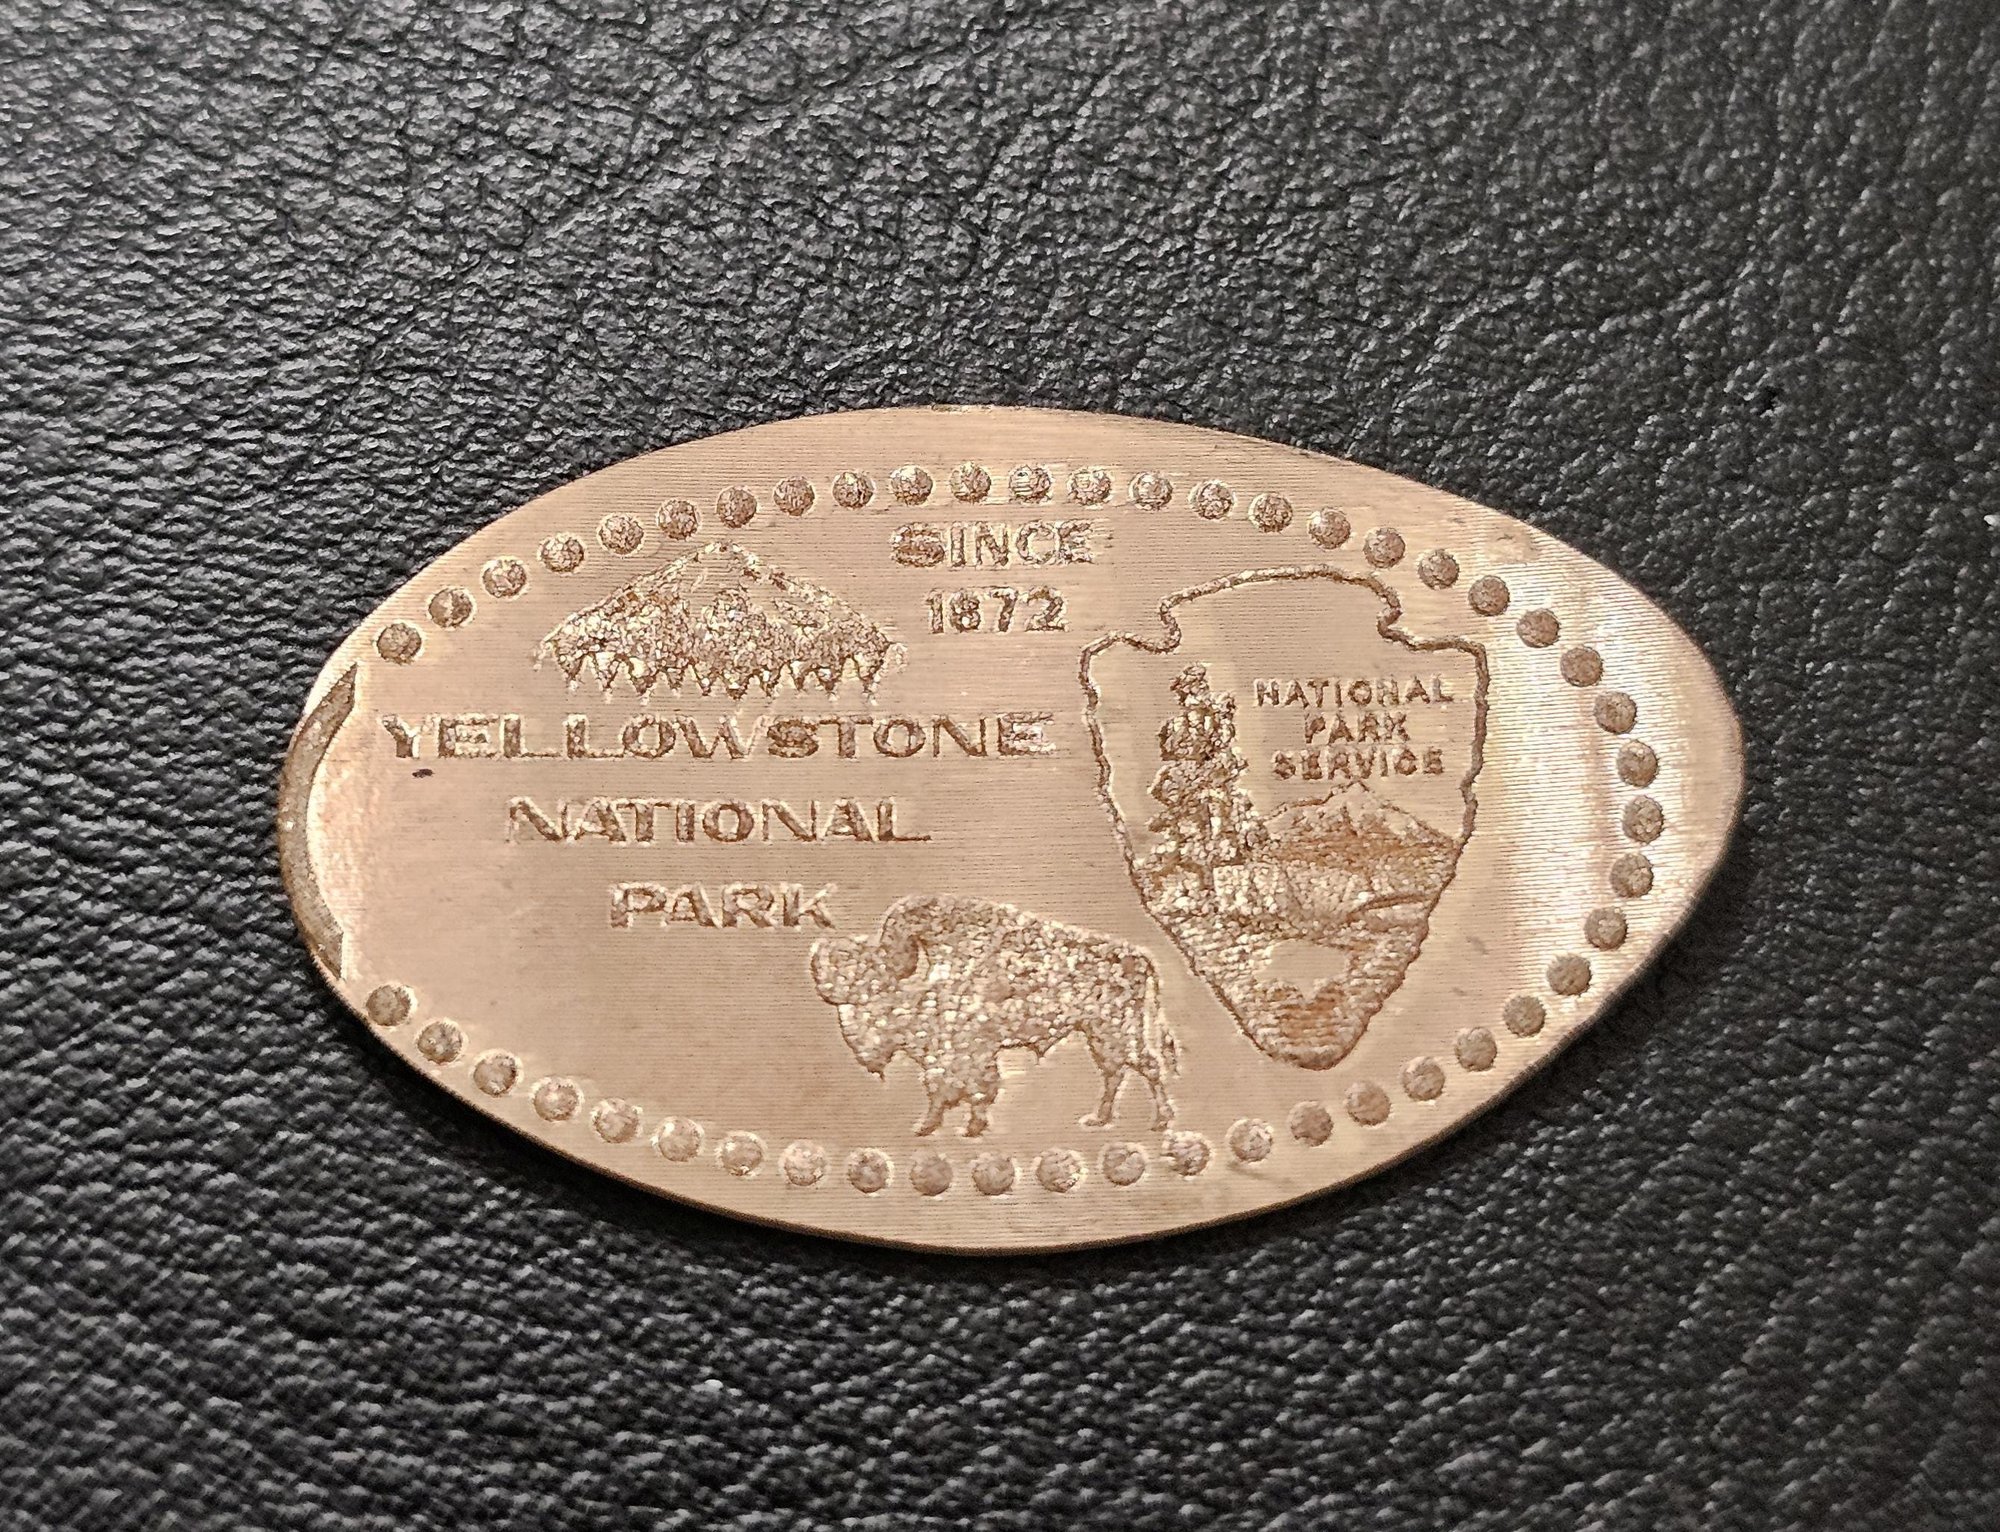 SINCE
1872
YELLOWSTONE
NATIONAL
PARK
NATIONAL
PARK
SERVICE